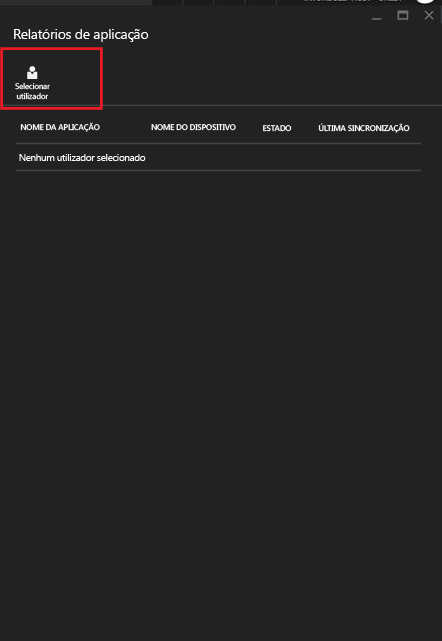 Relatórios de aplicação
Selecionar
utilizador
NOME DA APLICAÇÃO NOME DO DISPOSITIVO ESTADO ÚLTIMA SINCRONIZAÇÃO
Nenhum utilizador selecionado